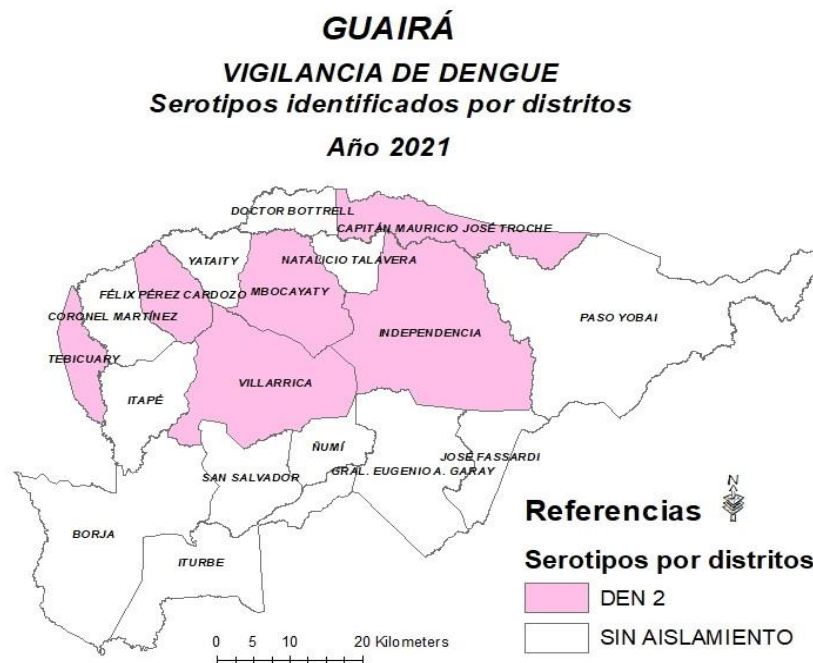 GUAIRÁ
VIGILANCIA DE DENGUE
Serotipos identificados por distritos
Año 2021
DOCTOR BOTTRELL
CAPITÁN MAURICIO JOSÉ TROCHE
YATAITY
NATALICIO TALAVERA
FÉLIX PÉREZ CARDOZO
MBOCAYATY
CORONEL MARTÍNEZ
PASO YOBAI
INDEPENDENCIA
TEBICUARY
VILLARRICA
ITAPÉ
ÑUMÍ
JOSÉ FASSARDI
SAN SALVADOR
GRAL. EUGENIO A. GARAY
BORJA
ITURBE
N
Referencias
Serotipos por distritos
DEN 2
SIN AISLAMIENTO
0 5 10 20 Kilometers